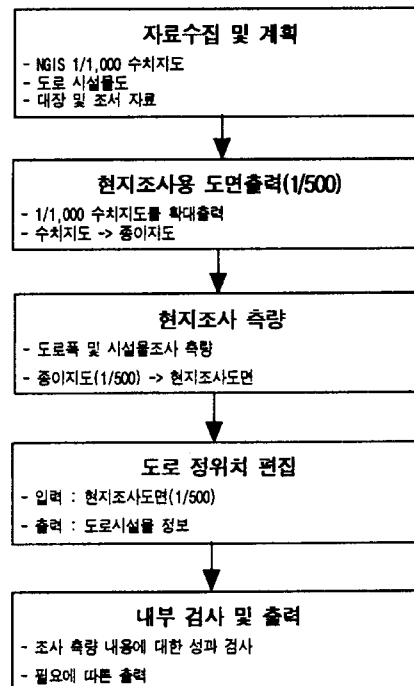 자료수집 및 계획
- NGIS 1/1,000 수치지도
- 도로 시설물도
- 대장 및 조서 자료
현지조사용 도면출력(1/500)
- 1/1,000 수치지도를 확대출력
- 수치지도 -> 종이지도
현지조사 측량
- 도로폭 및 시설물조사 측량
- 종이지도(1/500) -> 현지조사도면
도로 정위치 편집
- 입력 : 현지조사도면(1/500)
- 출력 : 도로시설물 정보
내부 검사 및 출력
- 조사 측량 내용에 대한 성과 검사
- 필요에 따른 출력